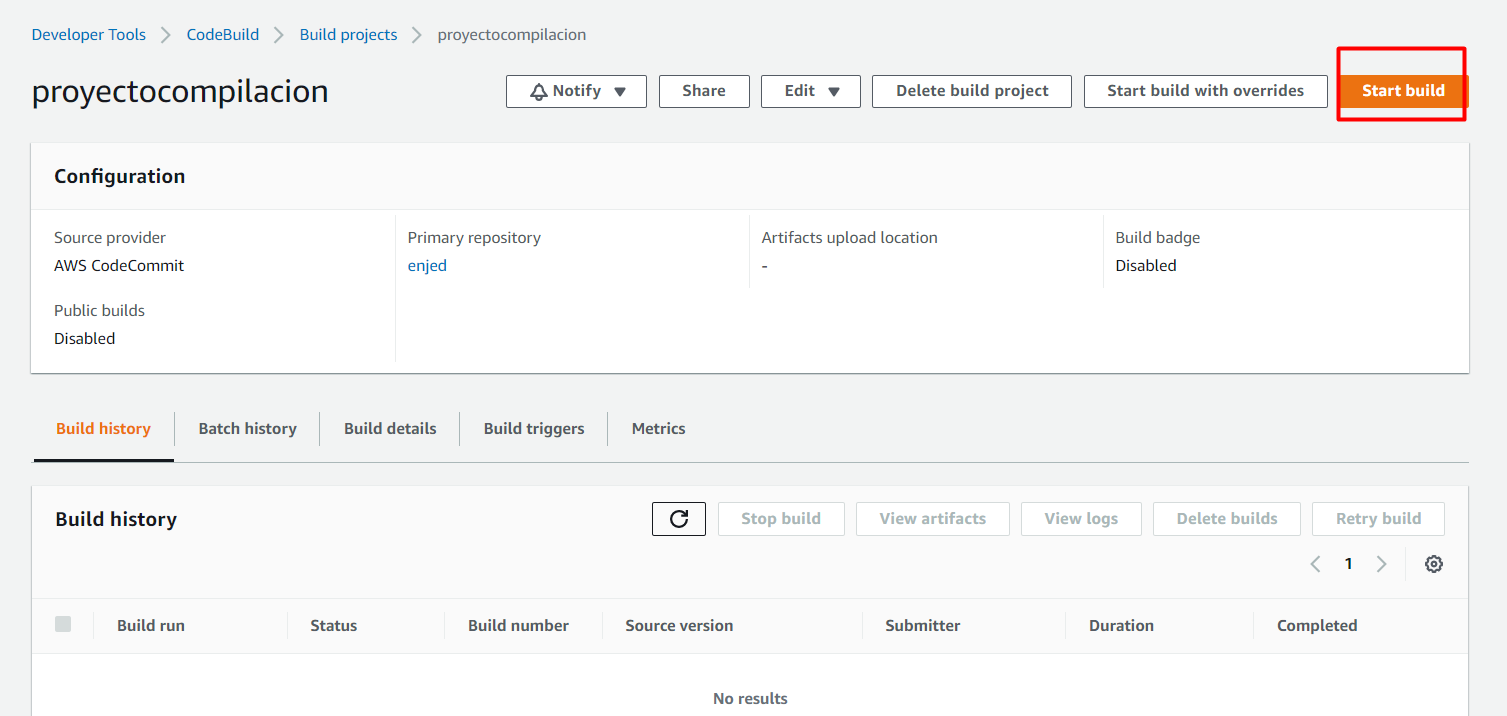 Developer Tools > CodeBuild > Build projects > proyectocompilacion
proyectocompilacion
Notify ▼ Share Edit ▼ Delete build project Start build with overrides Start build
Configuration
Source provider Primary repository Artifacts upload location Build badge
AWS CodeCommit enjed - Disabled
Public builds
Disabled
Build history Batch history Build details Build triggers Metrics
Build history Stop build View artifacts View logs Delete builds Retry build
< 1 >
Build run Status Build number Source version Submitter Duration Completed
No results